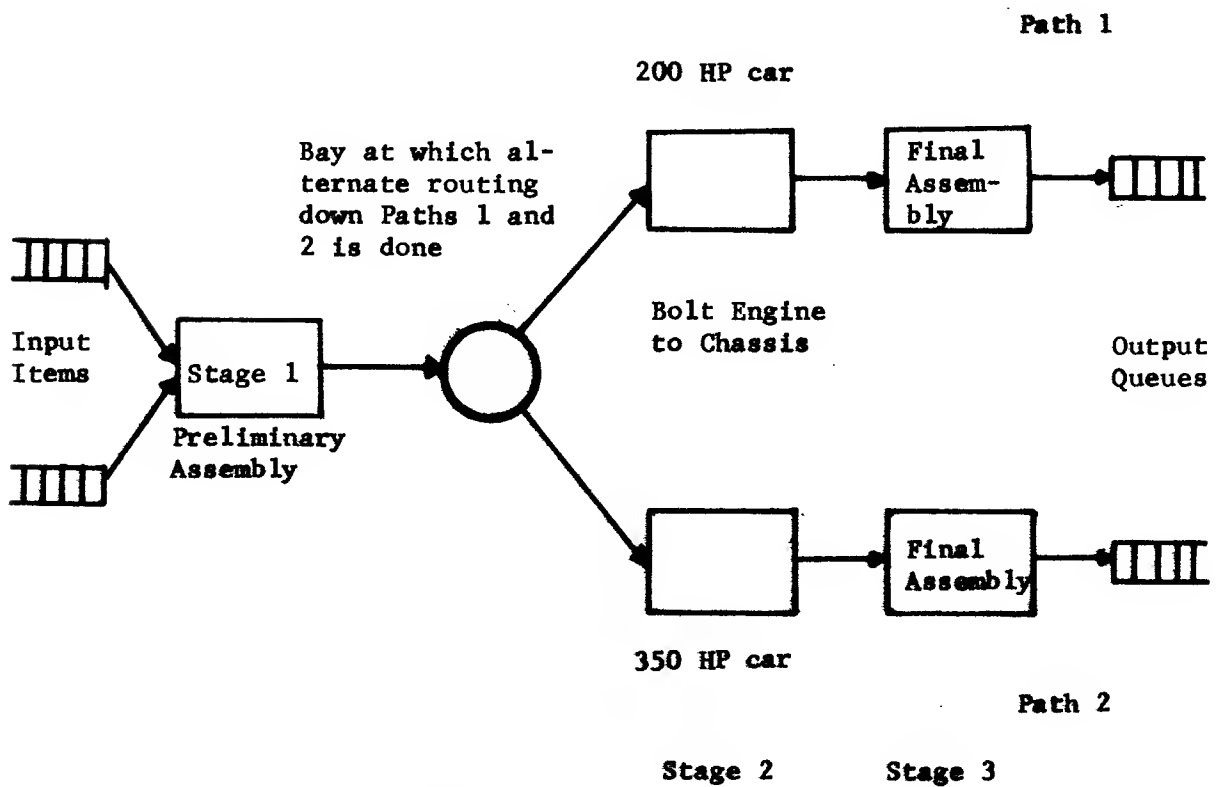 Path 1
200 HP car
Bay at which al-
ternate routing
down Paths 1 and
2 is done
Final
Assem-
bly
Input
Items
Stage 1
Preliminary
Assembly
Bolt Engine
to Chassis
Output
Queues
Final
Assembly
350 HP car
Path 2
Stage 2
Stage 3